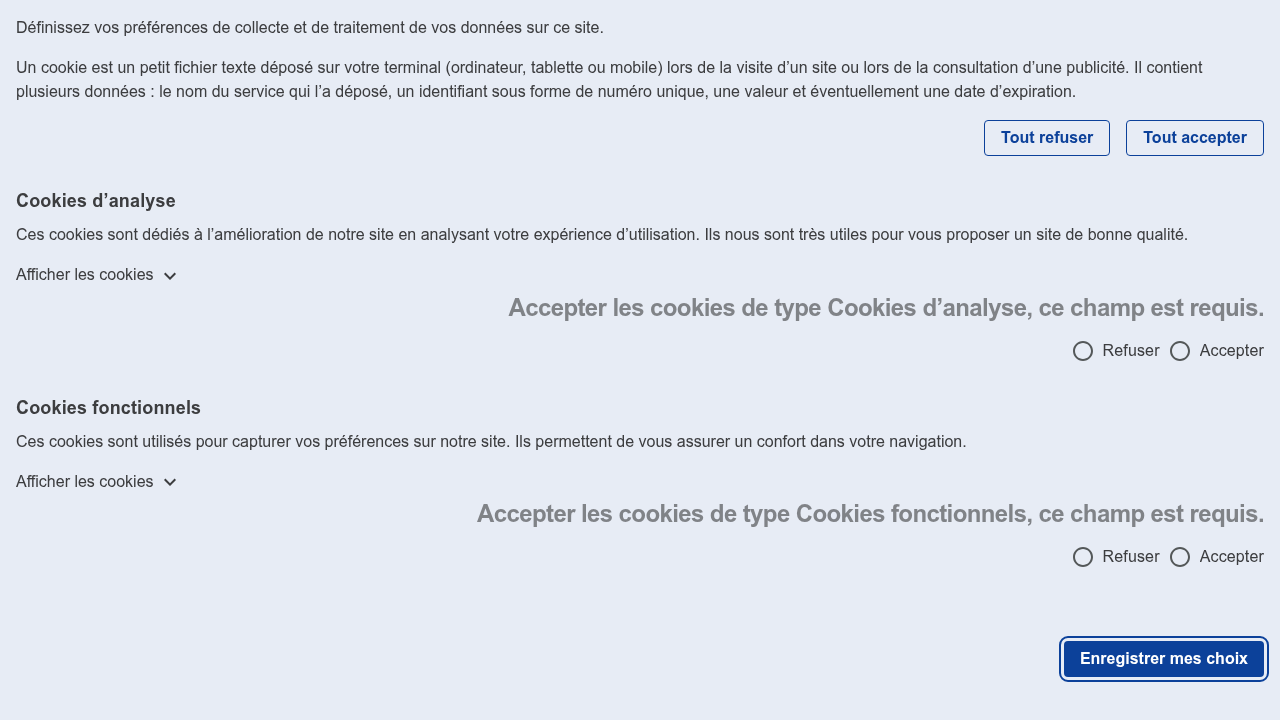 Définissez vos préférences de collecte et de traitement de vos données sur ce site.
Un cookie est un petit fichier texte déposé sur votre terminal (ordinateur, tablette ou mobile) lors de la visite d’un site ou lors de la consultation d’une publicité. Il contient
plusieurs données : le nom du service qui l’a déposé, un identifiant sous forme de numéro unique, une valeur et éventuellement une date d’expiration.
Tout refuser Tout accepter
Cookies d’analyse
Ces cookies sont dédiés à l’amélioration de notre site en analysant votre expérience d’utilisation. Ils nous sont très utiles pour vous proposer un site de bonne qualité.
Afficher les cookies
Accepter les cookies de type Cookies d’analyse, ce champ est requis.
Refuser Accepter
Cookies fonctionnels
Ces cookies sont utilisés pour capturer vos préférences sur notre site. Ils permettent de vous assurer un confort dans votre navigation.
Afficher les cookies
Accepter les cookies de type Cookies fonctionnels, ce champ est requis.
Refuser Accepter
Enregistrer mes choix